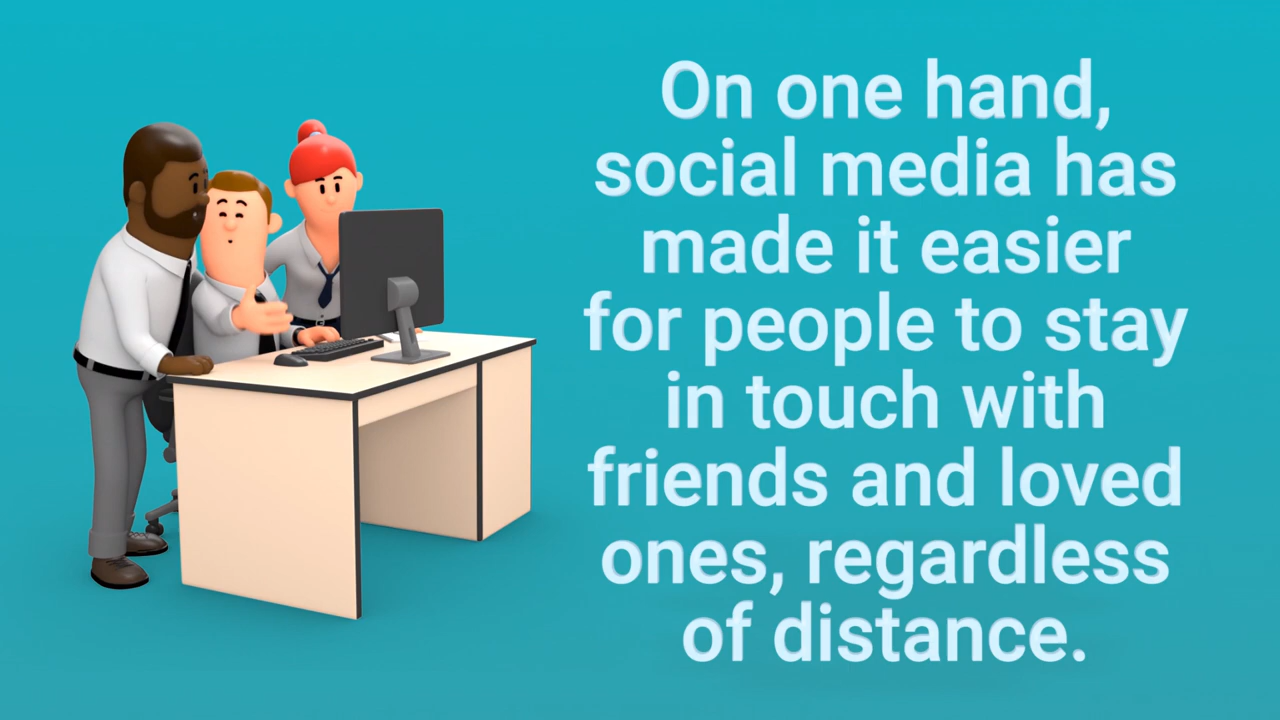 On one hand,
social media has
made it easier
for people to stay
in touch with
friends and loved
ones, regardless
of distance.